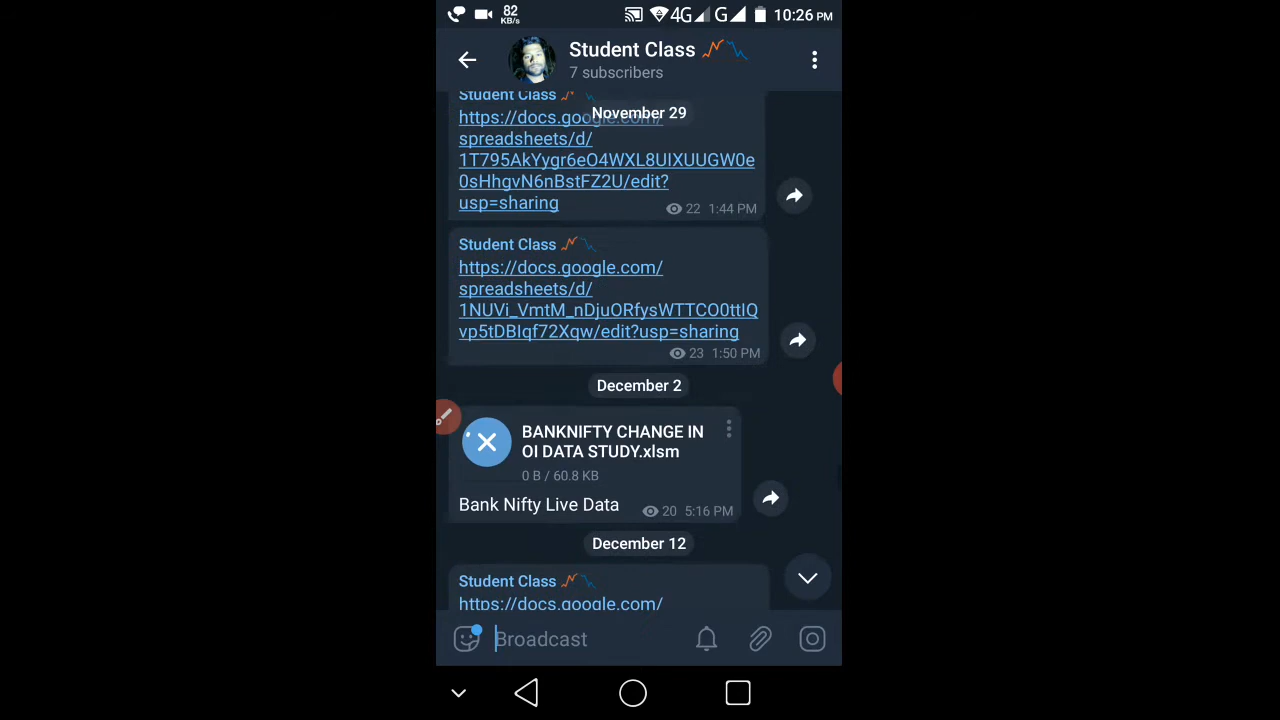 82
KB/s
4G
G
10:26 PM
Student Class
7 subscribers
Student Class
November 29
https://docs.google.com/
spreadsheets/d/
1T795AkYygr6eO4WXL8UIXUUGW0e
0sHhgvN6nBstFZ2U/edit?
usp=sharing
22 1:44 PM
Student Class
https://docs.google.com/
spreadsheets/d/
1NUVi_VmtM_nDjuORfysWTTCO0ttIQ
vp5tDBIqf72Xqw/edit?usp=sharing
23 1:50 PM
December 2
BANKNIFTY CHANGE IN
OI DATA STUDY.xlsm
0 B / 60.8 KB
Bank Nifty Live Data
20 5:16 PM
December 12
Student Class
https://docs.google.com/
Broadcast